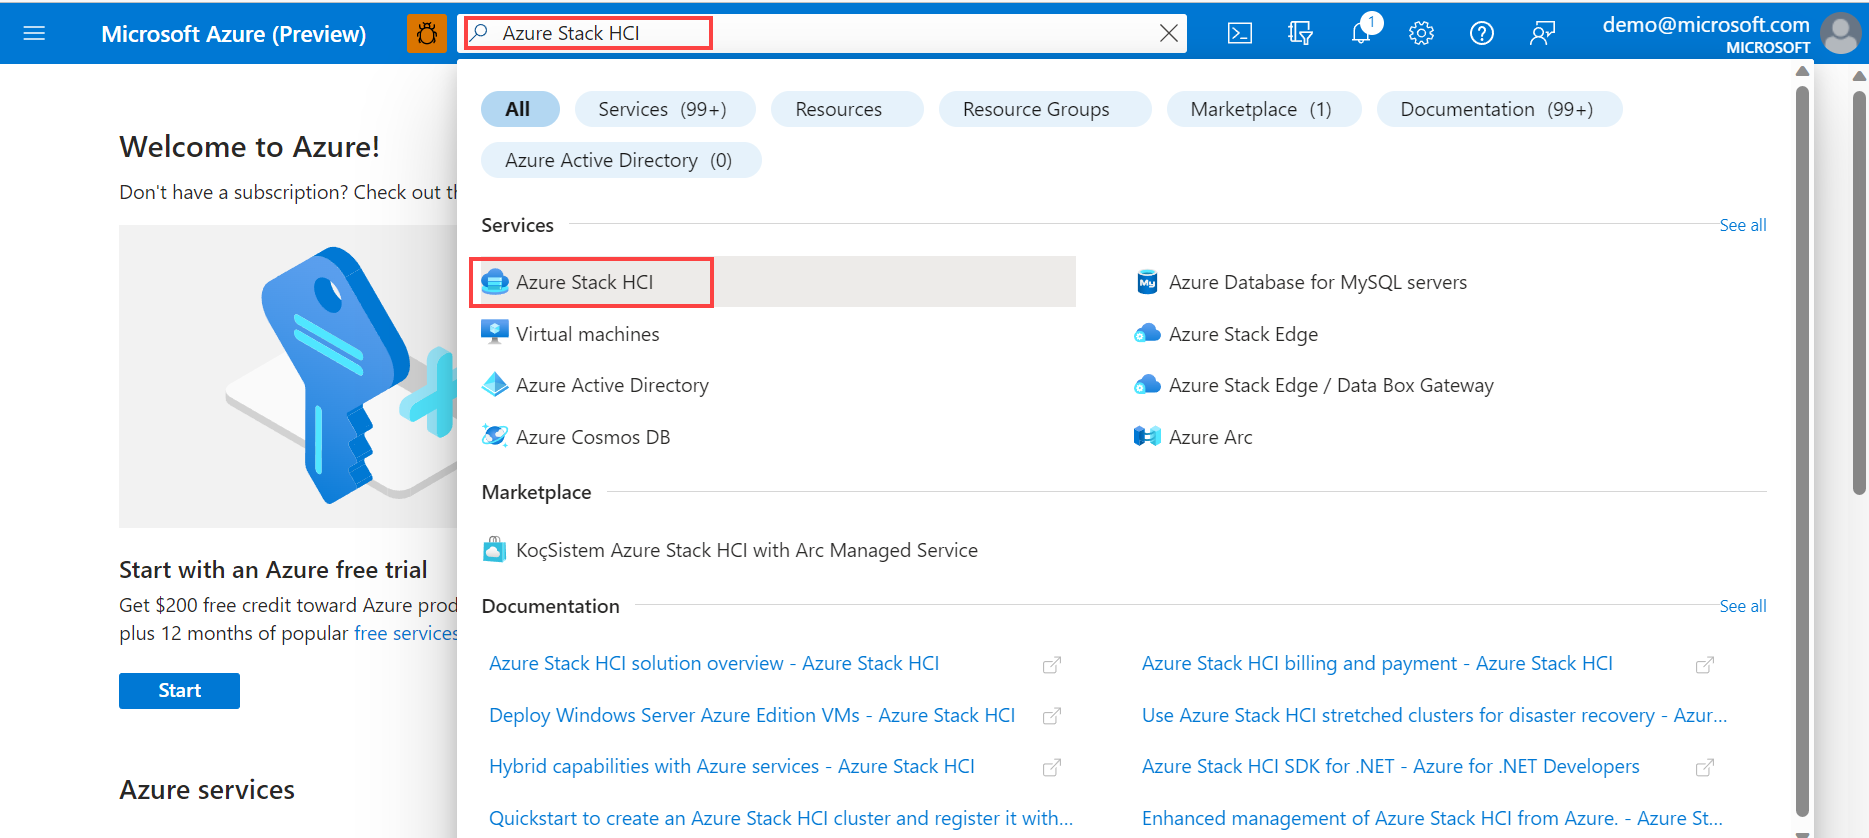 Microsoft Azure (Preview)
Azure Stack HCI
1
demo@microsoft.com
MICROSOFT
All
Services (99+)
Resources
Resource Groups
Marketplace (1)
Documentation (99+)
Azure Active Directory (0)
Welcome to Azure!
Don't have a subscription? Check out th
Start with an Azure free trial
Get $200 free credit toward Azure prod
plus 12 months of popular free services
Start
Azure services
Services
See all
Azure Stack HCI
Azure Database for MySQL servers
Virtual machines
Azure Stack Edge
Azure Active Directory
Azure Stack Edge / Data Box Gateway
Azure Cosmos DB
Azure Arc
Marketplace
KoçSistem Azure Stack HCI with Arc Managed Service
Documentation
See all
Azure Stack HCI solution overview - Azure Stack HCI
Azure Stack HCI billing and payment - Azure Stack HCI
Deploy Windows Server Azure Edition VMs - Azure Stack HCI
Use Azure Stack HCI stretched clusters for disaster recovery - Azur...
Hybrid capabilities with Azure services - Azure Stack HCI
Azure Stack HCI SDK for .NET - Azure for .NET Developers
Quickstart to create an Azure Stack HCI cluster and register it with...
Enhanced management of Azure Stack HCI from Azure. - Azure St...